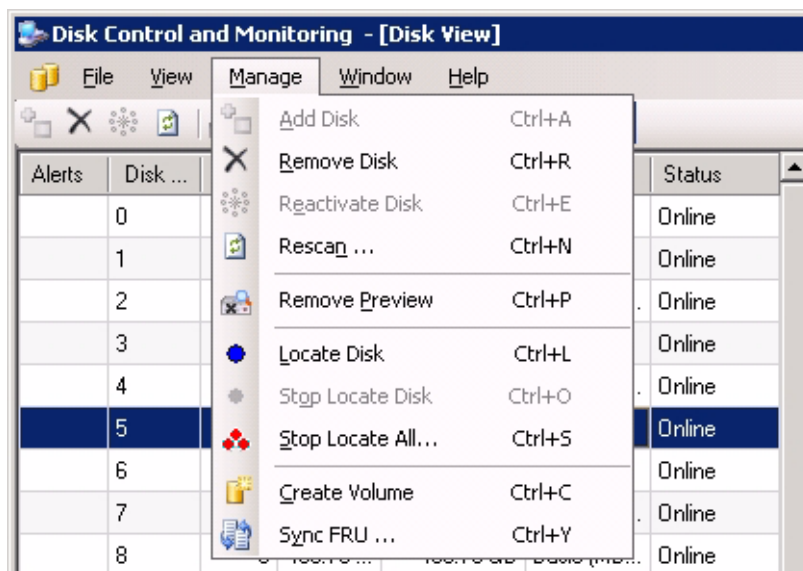 Disk Control and Monitoring - [Disk View]
File View Manage Window Help
Add Disk Ctrl+A
Alerts Disk ... Remove Disk Ctrl+R Status
0 Reactivate Disk Ctrl+E Online
1 Rescan ... Ctrl+N Online
2 Remove Preview Ctrl+P Online
3 Locate Disk Ctrl+L Online
4 Stop Locate Disk Ctrl+O Online
5 Stop Locate All... Ctrl+S Online
6 Online
7 Create Volume Ctrl+C Online
Sync FRU ... Ctrl+Y
8 Online